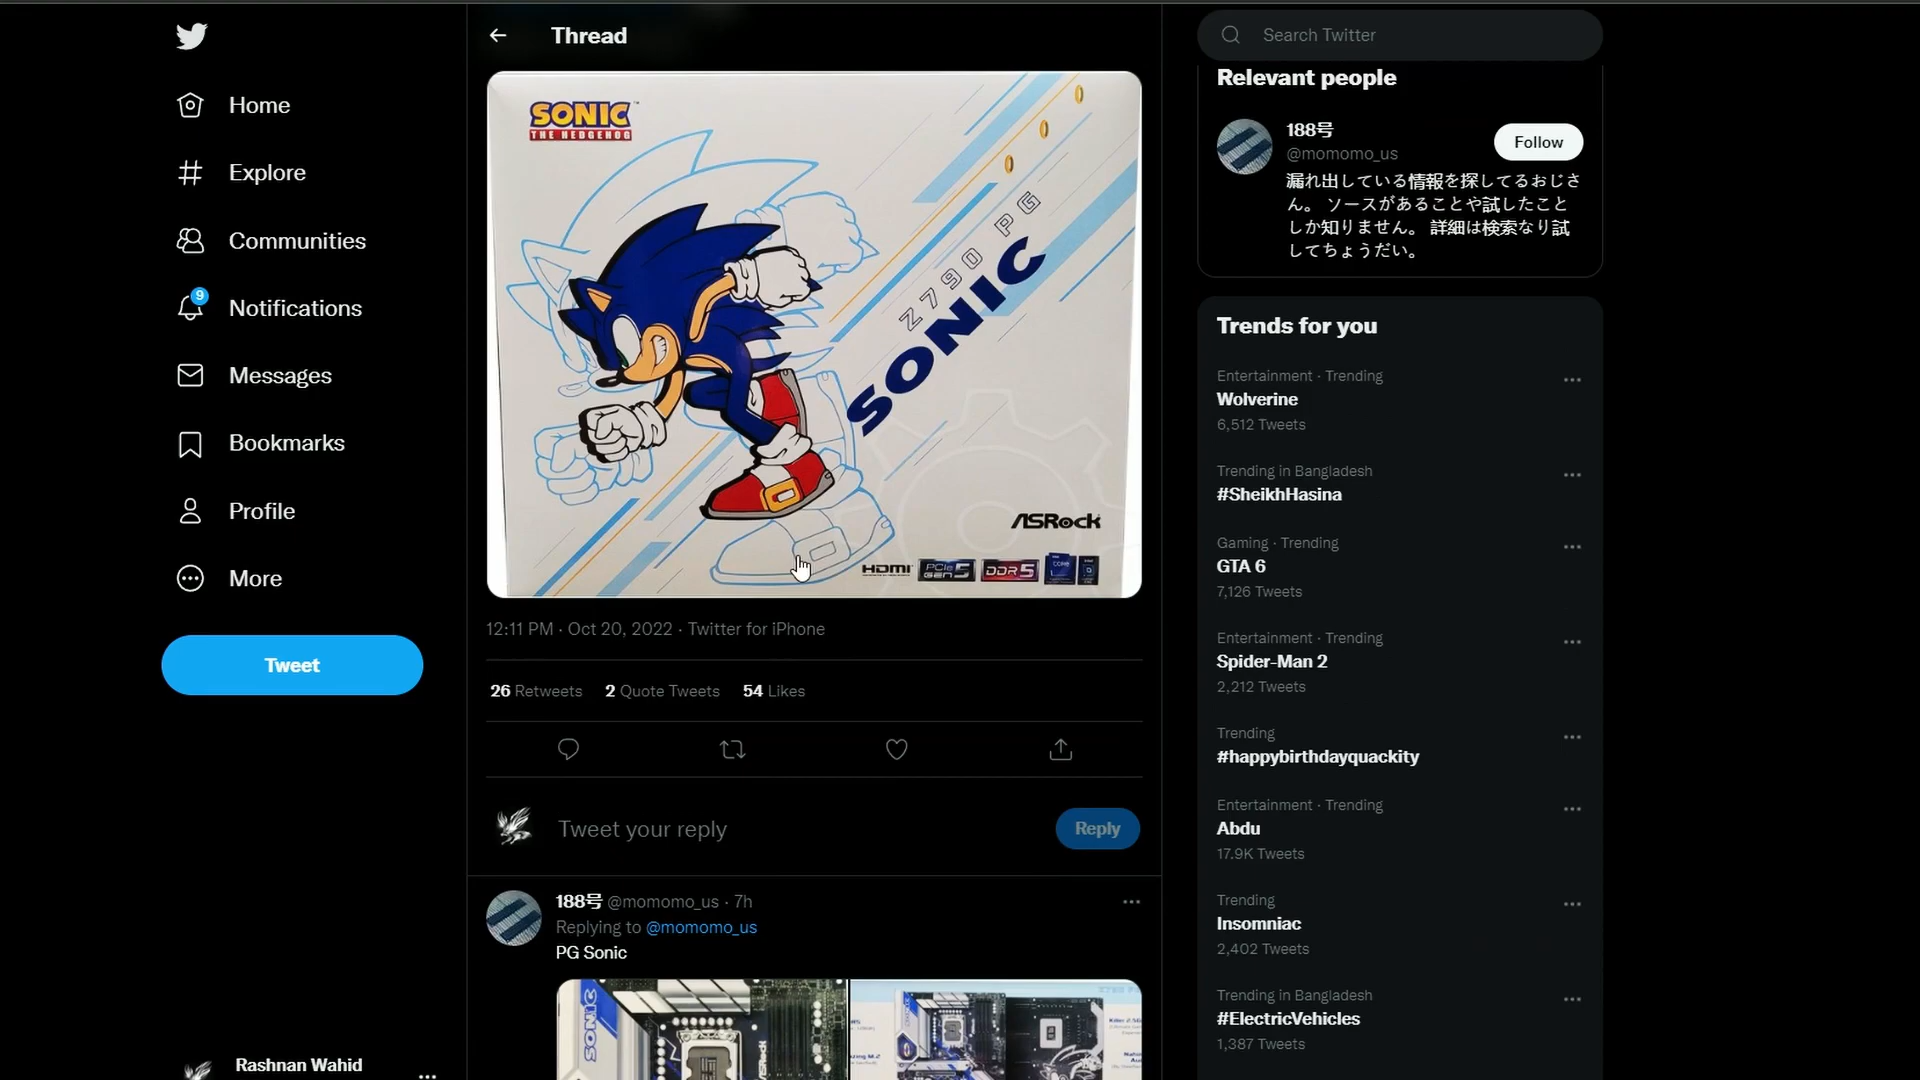 Home
Explore
Communities
9
Notifications
Messages
Bookmarks
Profile
More
Tweet
Rashnan Wahid
Thread
SONIC
THE HEDGEHOG
Z790 PG
SONIC
ASRock
HDMI
PCIe GEN 5
DDR5
12:11 PM · Oct 20, 2022 · Twitter for iPhone
26 Retweets 2 Quote Tweets 54 Likes
Tweet your reply
Reply
188号 @momomo_us · 7h
Replying to @momomo_us
PG Sonic
SONIC
Search Twitter
Relevant people
188号
@momomo_us
Follow
漏れ出している情報を探してるおじさ
ん。 ソースがあることや試したこと
しか知りません。 詳細は検索なり試
してちょうだい。
Trends for you
Entertainment · Trending
Wolverine
6,512 Tweets
Trending in Bangladesh
#SheikhHasina
Gaming · Trending
GTA 6
7,126 Tweets
Entertainment · Trending
Spider-Man 2
2,212 Tweets
Trending
#happybirthdayquackity
Entertainment · Trending
Abdu
17.9K Tweets
Trending
Insomniac
2,402 Tweets
Trending in Bangladesh
#ElectricVehicles
1,387 Tweets